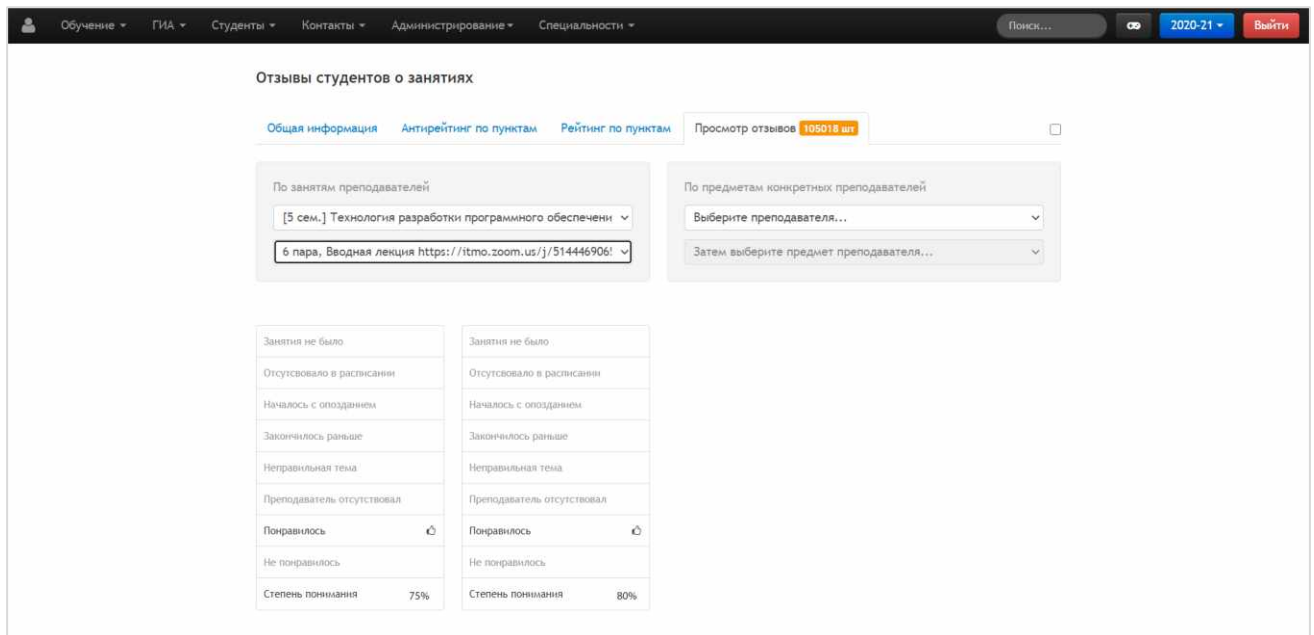 Обучение ГИА Студенты Контакты Администрирование Специальности Поиск... 2020-21 Выйти
Отзывы студентов о занятиях
Общая информация Антирейтинг по пунктам Рейтинг по пунктам Просмотр отзывов 105018 шт
По занятям преподавателей
[5 сем.] Технология разработки программного обеспечени
6 пара, Вводная лекция https://itmo.zoom.us/j/514446906
По предметам конкретных преподавателей
Выберите преподавателя...
Затем выберите предмет преподавателя...
Занятия не было
Отсутсвовало в расписании
Началось с опозданием
Закончилось раньше
Неправильная тема
Преподаватель отсутствовал
Понравилось
Не понравилось
Степень понимания 75%
Занятия не было
Отсутсвовало в расписании
Началось с опозданием
Закончилось раньше
Неправильная тема
Преподаватель отсутствовал
Понравилось
Не понравилось
Степень понимания 80%